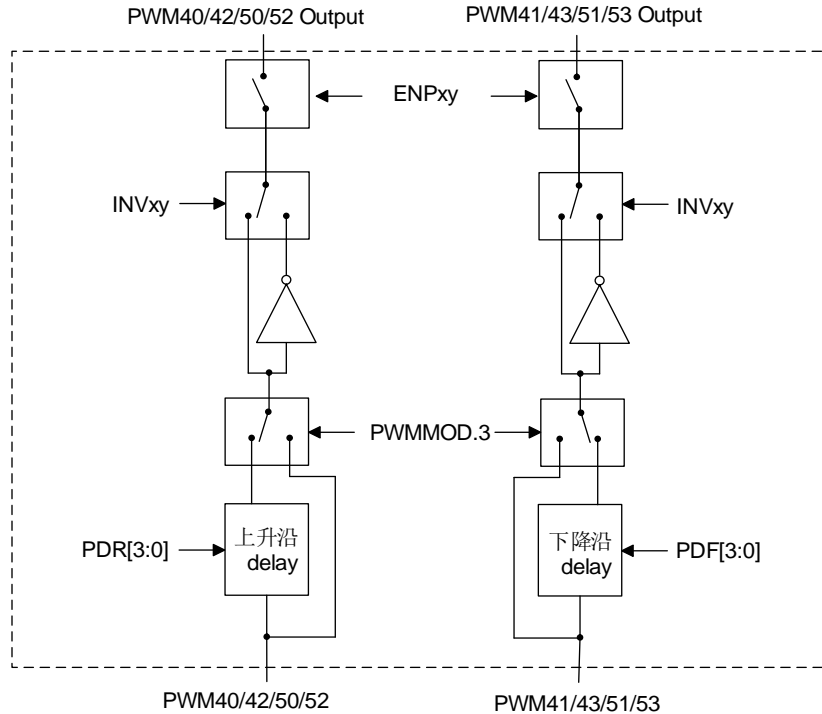 PWM40/42/50/52 Output
PWM41/43/51/53 Output
ENPxy
INVxy
INVxy
PWMMOD.3
PDR[3:0]
上升沿
delay
下降沿
delay
PDF[3:0]
PWM40/42/50/52
PWM41/43/51/53